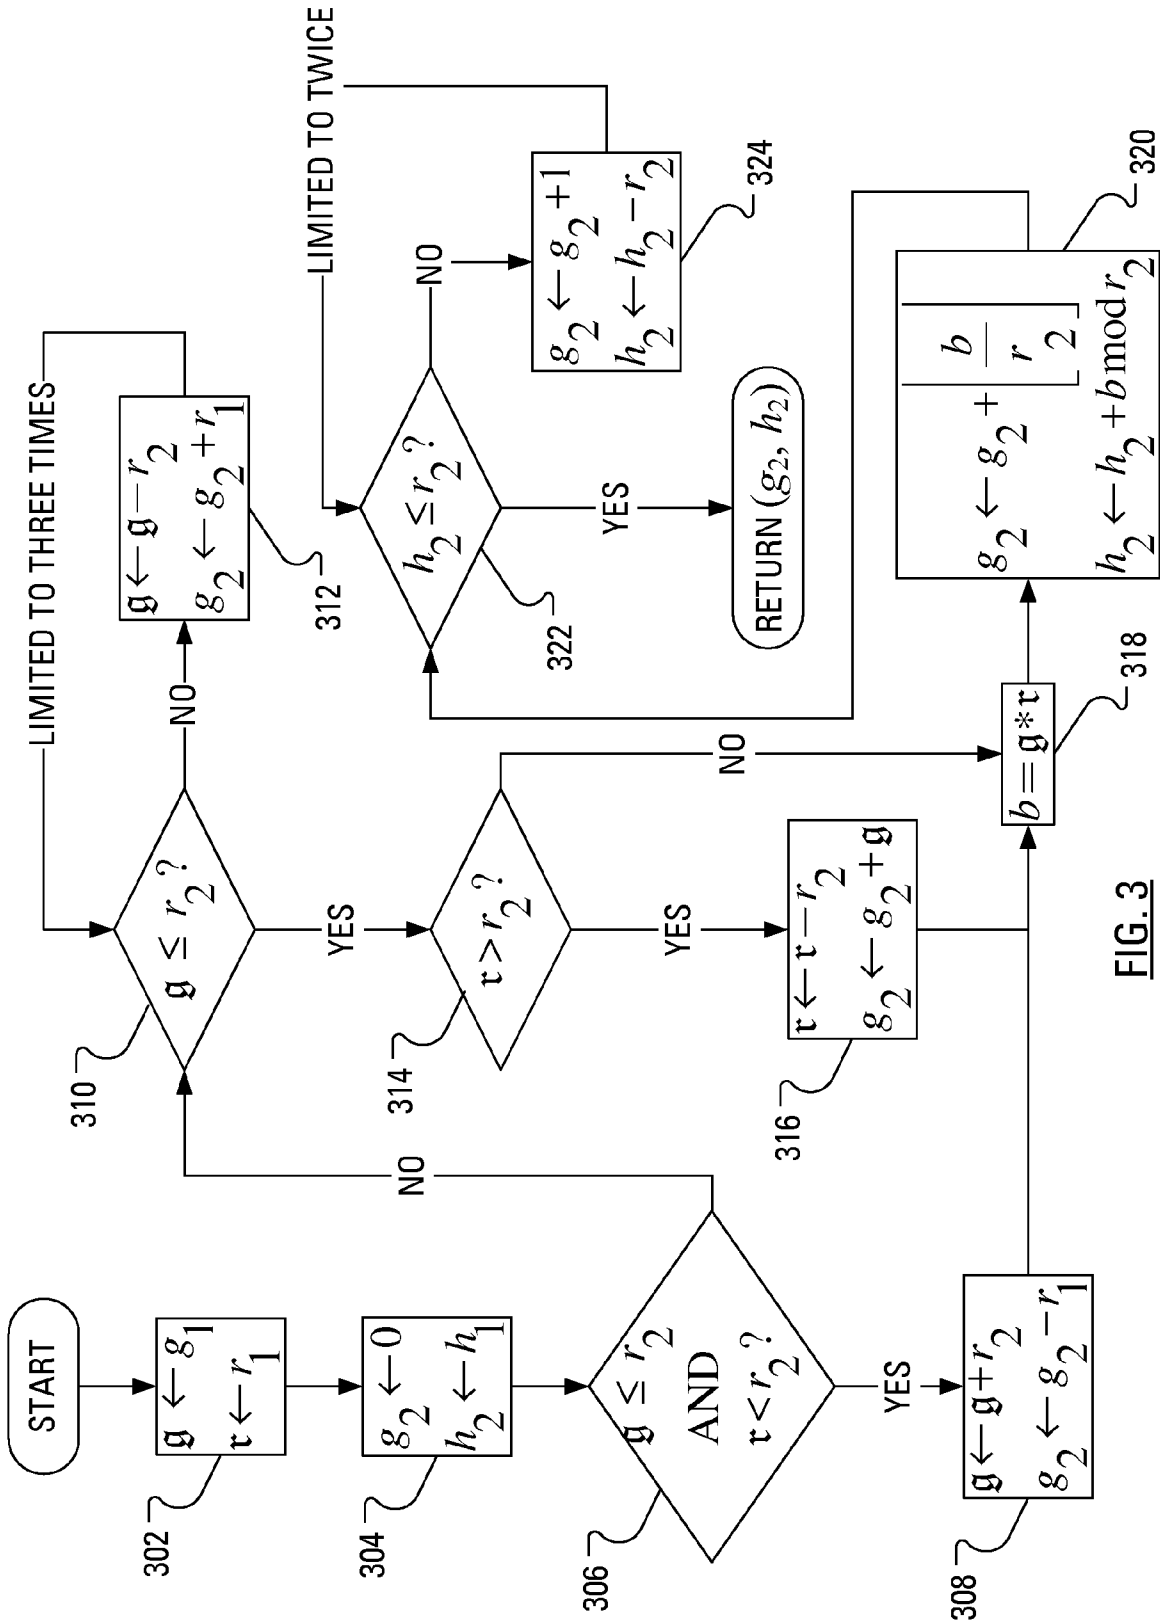 START
𝔤 ← g₁
𝔯 ← r₁
302
g₂ ← 0
h₂ ← h₁
304
𝔤 ≤ r₂
AND
𝔯 < r₂?
306
NO
YES
𝔤 ← 𝔤 + r₂
g₂ ← g₂ − r₁
308
LIMITED TO THREE TIMES
𝔤 ≤ r₂?
310
NO
𝔤 ← 𝔤 − r₂
g₂ ← g₂ + r₁
312
YES
𝔯 > r₂?
314
NO
YES
𝔯 ← 𝔯 − r₂
g₂ ← g₂ + 𝔤
316
b = 𝔤 * 𝔯
318
g₂ ← g₂ + ⌊b/r₂⌋
h₂ ← h₂ + b mod r₂
320
LIMITED TO TWICE
h₂ ≤ r₂?
322
NO
g₂ ← g₂ + 1
h₂ ← h₂ − r₂
324
YES
RETURN (g₂, h₂)
FIG. 3